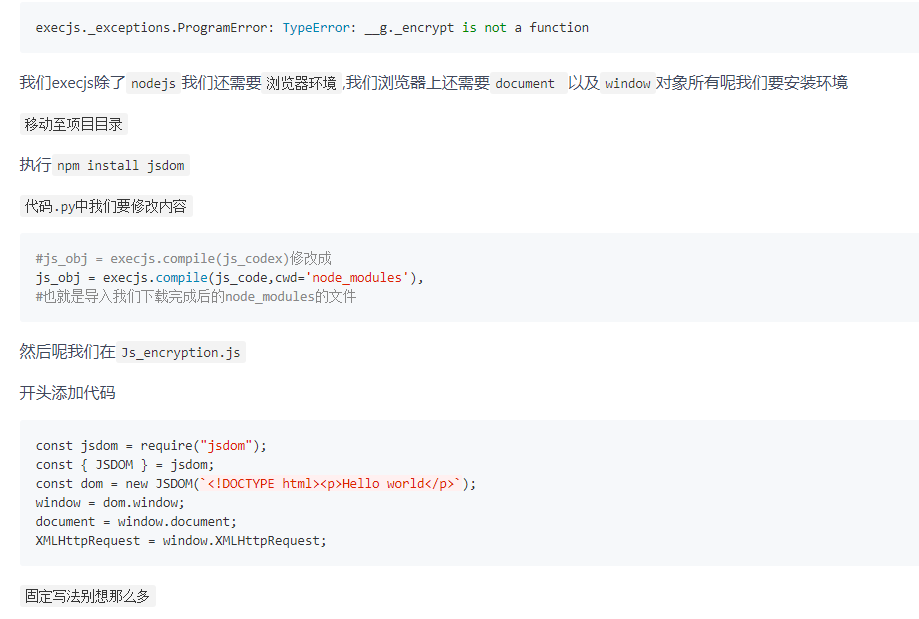 execjs._exceptions.ProgramError: TypeError: __g._encrypt is not a function
我们execjs除了 nodejs 我们还需要 浏览器环境 ,我们浏览器上还需要 document 以及 window 对象所有呢我们要安装环境
移动至项目目录
执行 npm install jsdom
代码.py中我们要修改内容
#js_obj = execjs.compile(js_codex)修改成
js_obj = execjs.compile(js_code,cwd='node_modules'),
#也就是导入我们下载完成后的node_modules的文件
然后呢我们在 Js_encryption.js
开头添加代码
const jsdom = require("jsdom");
const { JSDOM } = jsdom;
const dom = new JSDOM(`<!DOCTYPE html><p>Hello world</p>`);
window = dom.window;
document = window.document;
XMLHttpRequest = window.XMLHttpRequest;
固定写法别想那么多